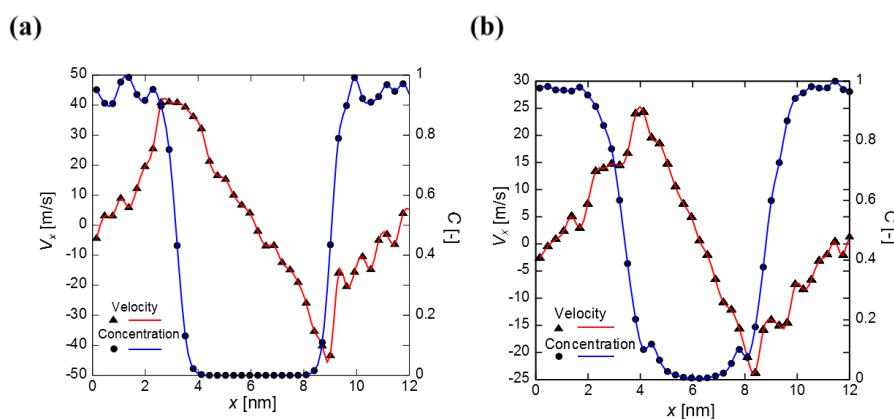 (a)
50
40
30
20
10
0
-10
-20
-30
-40
-50
Vx [m/s]
1
0.8
0.6
0.4
0.2
0
C [-]
Velocity
Concentration
0 2 4 6 8 10 12
x [nm]
(b)
30
25
20
15
10
5
0
-5
-10
-15
-20
-25
Vx [m/s]
1
0.8
0.6
0.4
0.2
0
C [-]
Velocity
Concentration
0 2 4 6 8 10 12
x [nm]